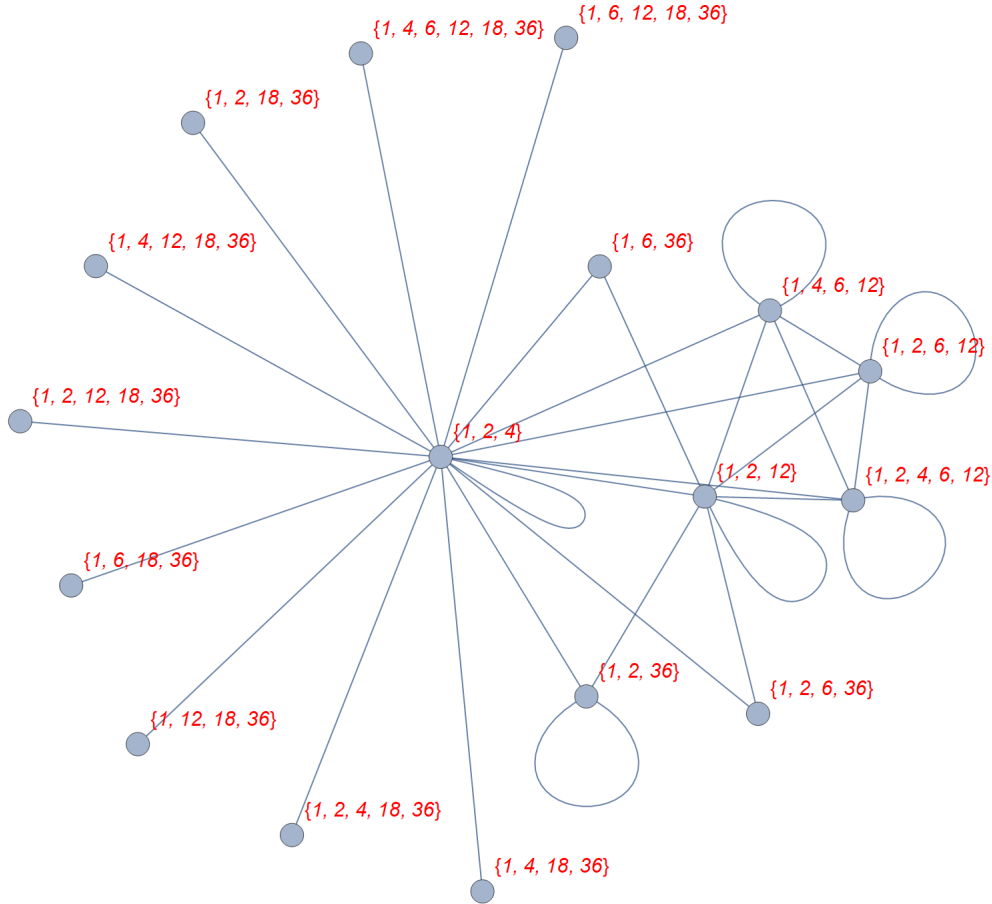 {1, 6, 12, 18, 36}
{1, 4, 6, 12, 18, 36}
{1, 2, 18, 36}
{1, 4, 12, 18, 36}
{1, 6, 36}
{1, 4, 6, 12}
{1, 2, 6, 12}
{1, 2, 12, 18, 36}
{1, 2, 4}
{1, 2, 12}
{1, 2, 4, 6, 12}
{1, 6, 18, 36}
{1, 2, 36}
{1, 2, 6, 36}
{1, 12, 18, 36}
{1, 2, 4, 18, 36}
{1, 4, 18, 36}